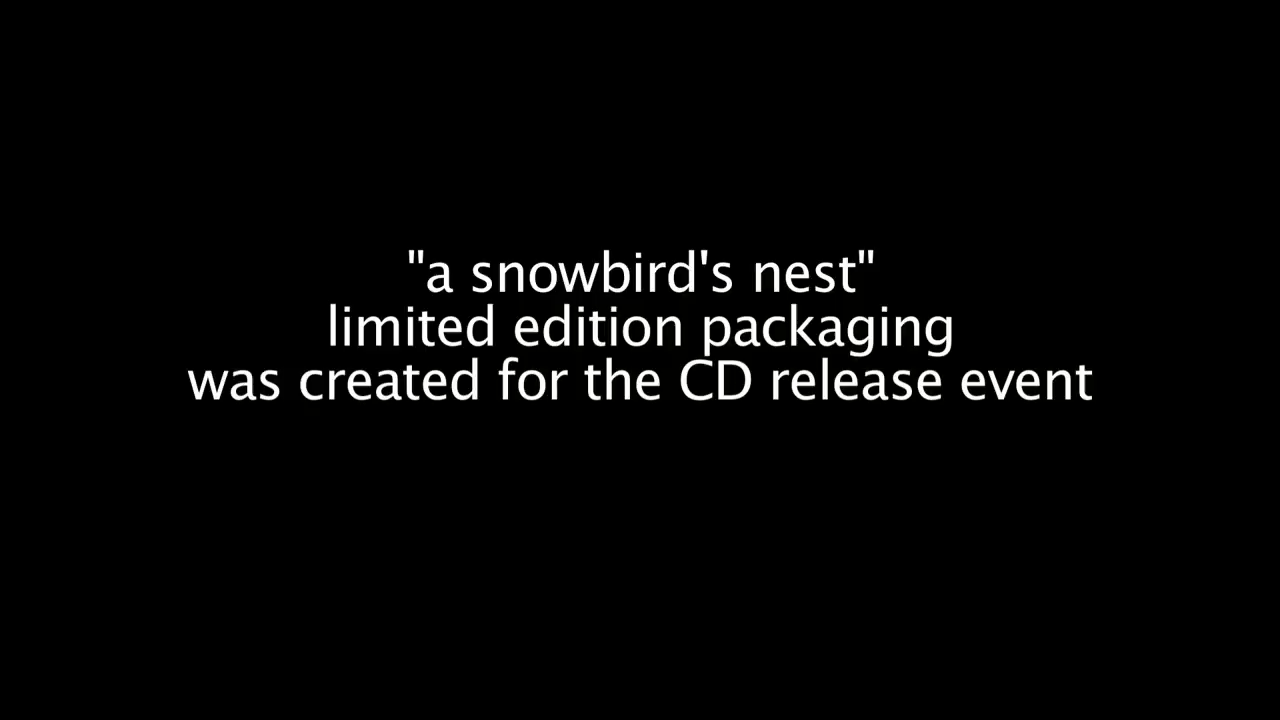 "a snowbird's nest"
limited edition packaging
was created for the CD release event